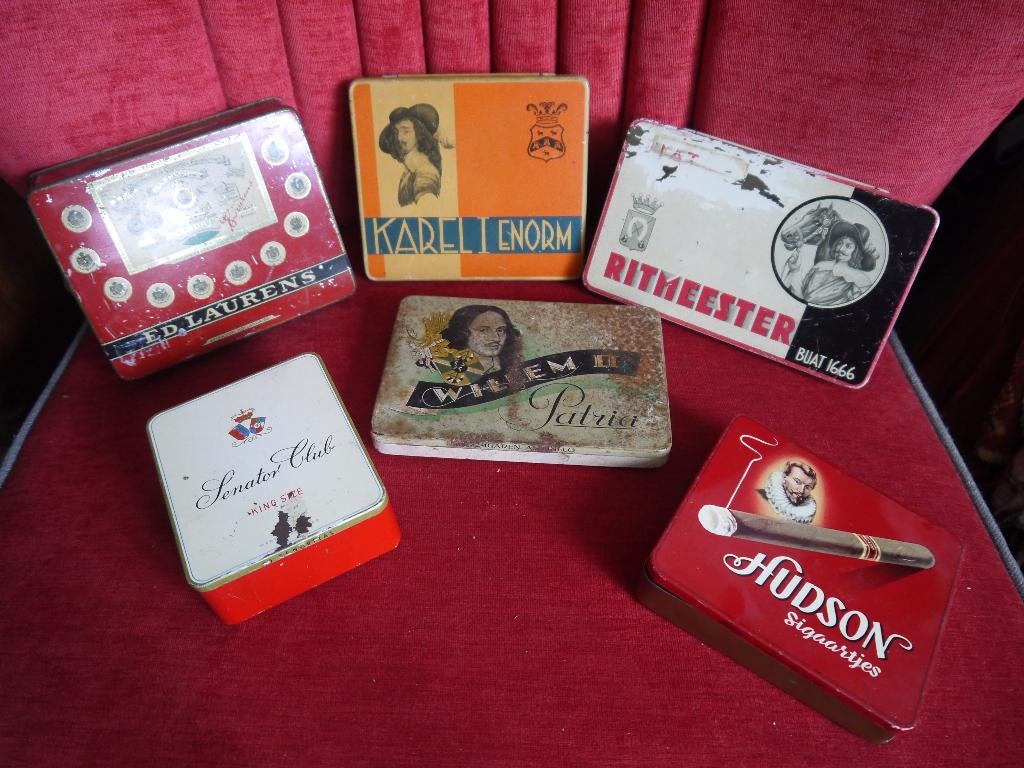 ED. LAURENS'
KAREL I ENORM
RITMEESTER
BUAT 1666
WILLEM II
Patria
Senator Club
KING SIZE
HUDSON
Sigaartjes